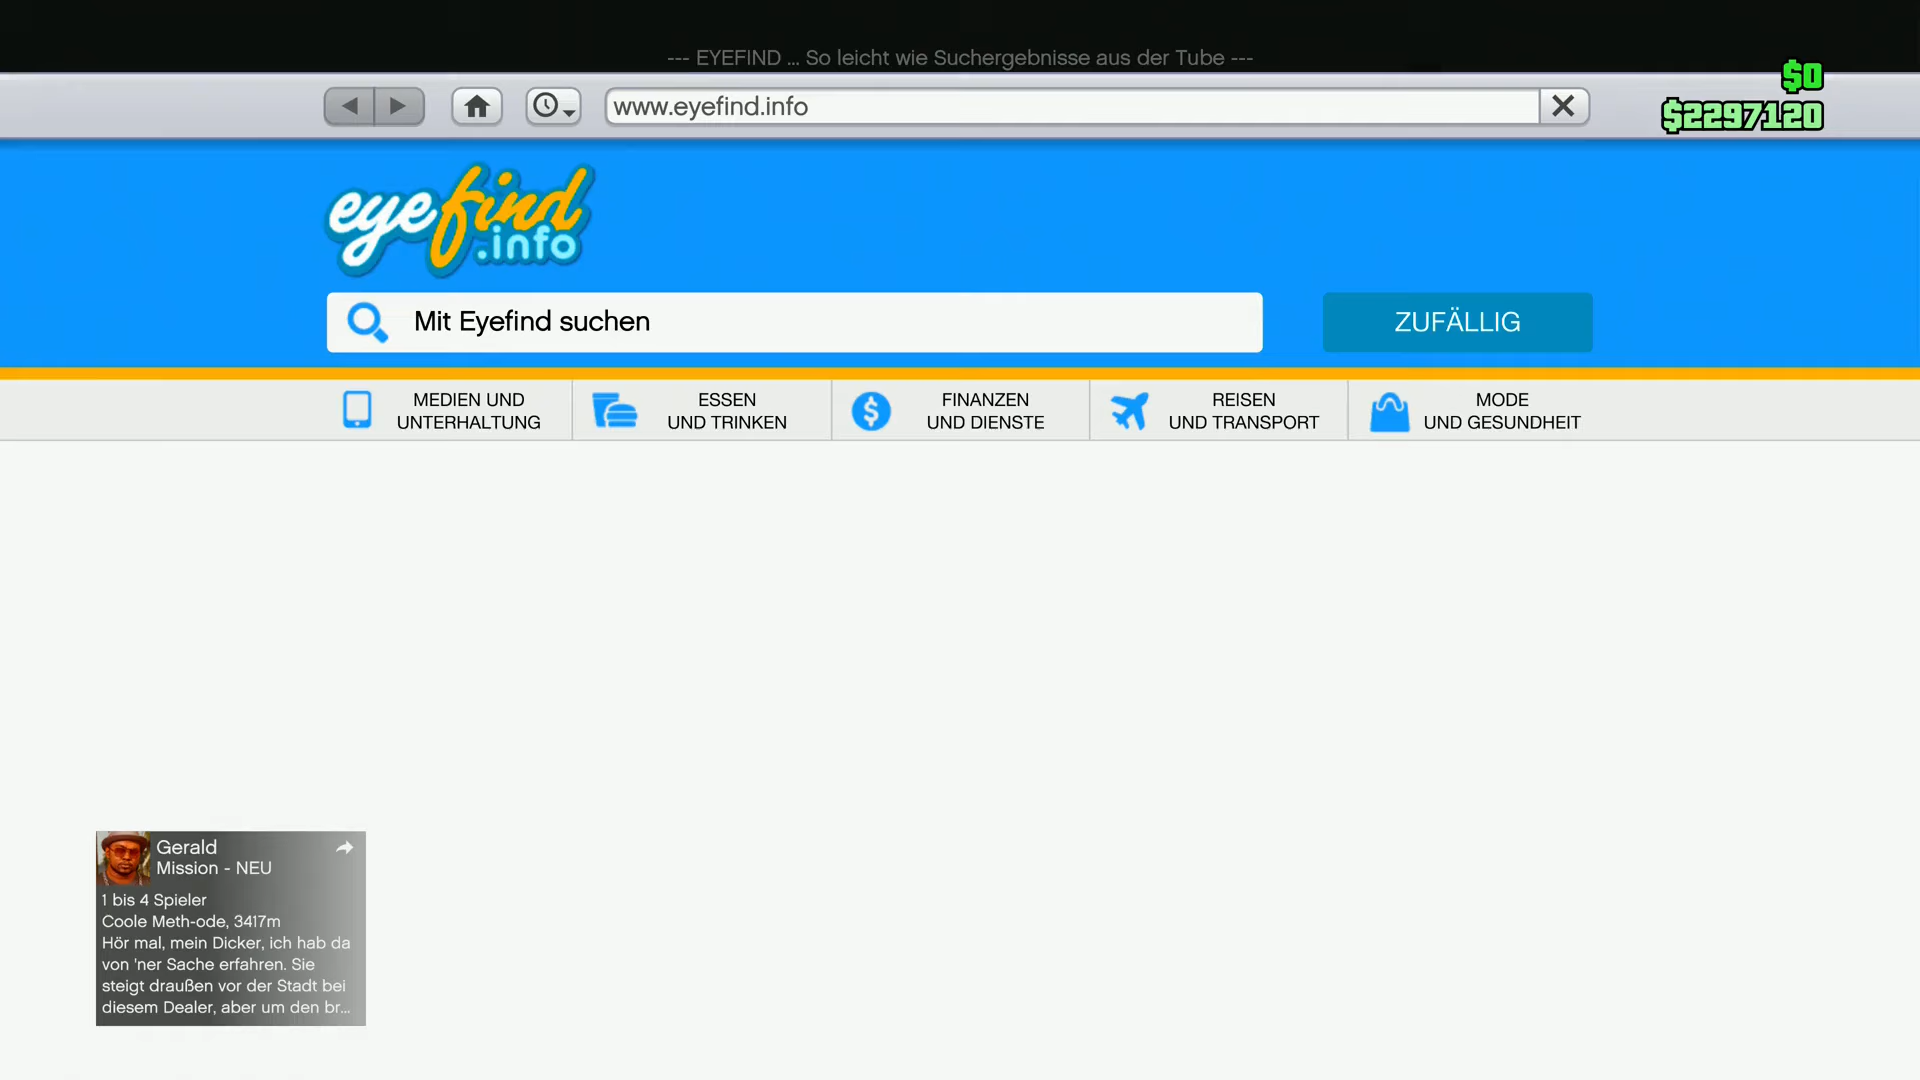 --- EYEFIND ... So leicht wie Suchergebnisse aus der Tube ---
$0
www.eyefind.info
$2297120
eyefind
.info
Mit Eyefind suchen
ZUFÄLLIG
MEDIEN UND
UNTERHALTUNG
ESSEN
UND TRINKEN
FINANZEN
UND DIENSTE
REISEN
UND TRANSPORT
MODE
UND GESUNDHEIT
Gerald
Mission - NEU
1 bis 4 Spieler
Coole Meth-ode, 3417m
Hör mal, mein Dicker, ich hab da
von 'ner Sache erfahren. Sie
steigt draußen vor der Stadt bei
diesem Dealer, aber um den br...